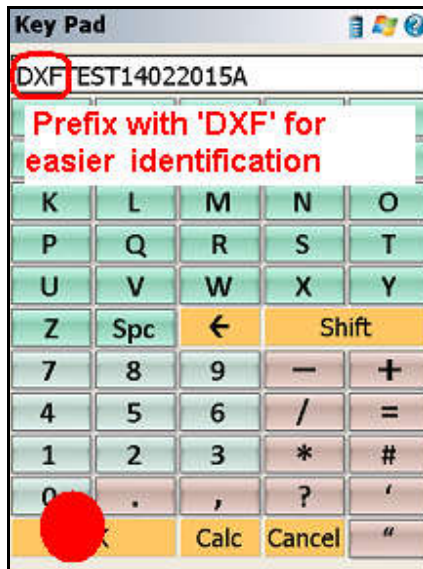 Key Pad
DXFTEST14022015A
Prefix with 'DXF' for
easier identification
K L M N O
P Q R S T
U V W X Y
Z Spc ← Shift
7 8 9 — +
4 5 6 / =
1 2 3 * #
0 . , ? ‘
K Calc Cancel “